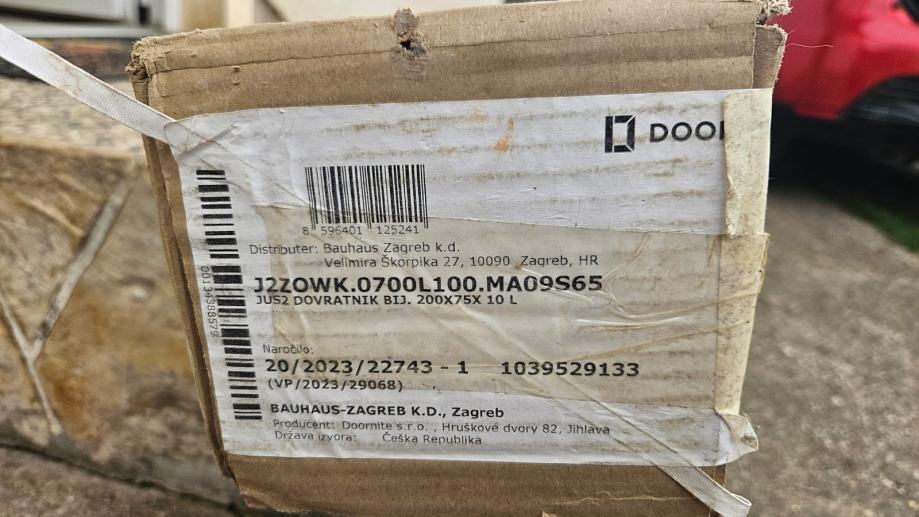 DOOR
8 596401 125241
Distributer: Bauhaus Zagreb k.d.
Velimira Škorpika 27, 10090 Zagreb, HR
J2ZOWK.0700L100.MA09S65
JUS2 DOVRATNIK BIJ. 200X75X 10 L
00134588579
Naročilo:
20/2023/22743 - 1 1039529133
(VP/2023/29068)
BAUHAUS-ZAGREB K.D., Zagreb
Producent: Doornite s.r.o. , Hruškové dvory 82, Jihlava
Država izvora: Češka Republika